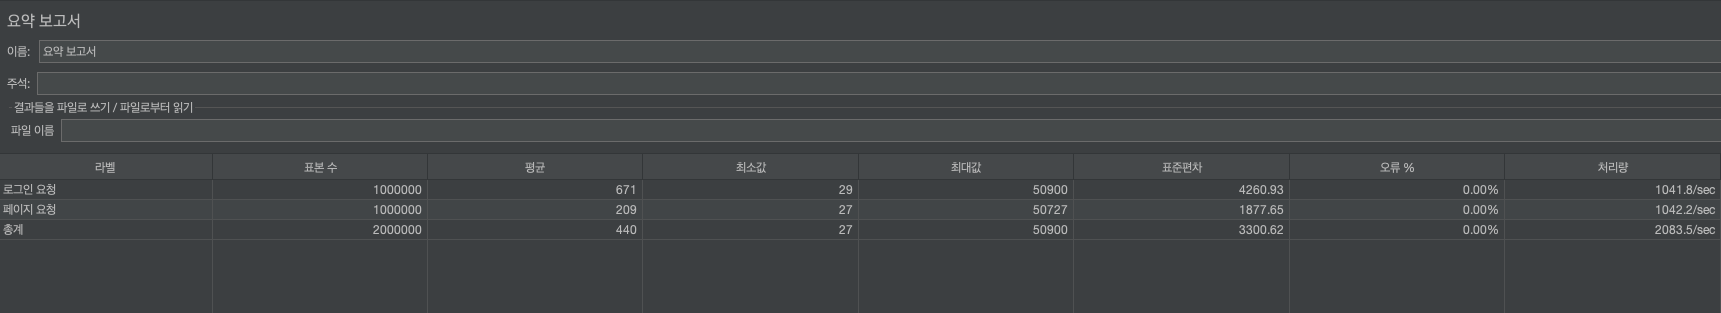 요약 보고서
이름: 요약 보고서
주석:
결과들을 파일로 쓰기 / 파일로부터 읽기
파일 이름
라벨 표본 수 평균 최소값 최대값 표준편차 오류 % 처리량
로그인 요청 1000000 671 29 50900 4260.93 0.00% 1041.8/sec
페이지 요청 1000000 209 27 50727 1877.65 0.00% 1042.2/sec
총계 2000000 440 27 50900 3300.62 0.00% 2083.5/sec